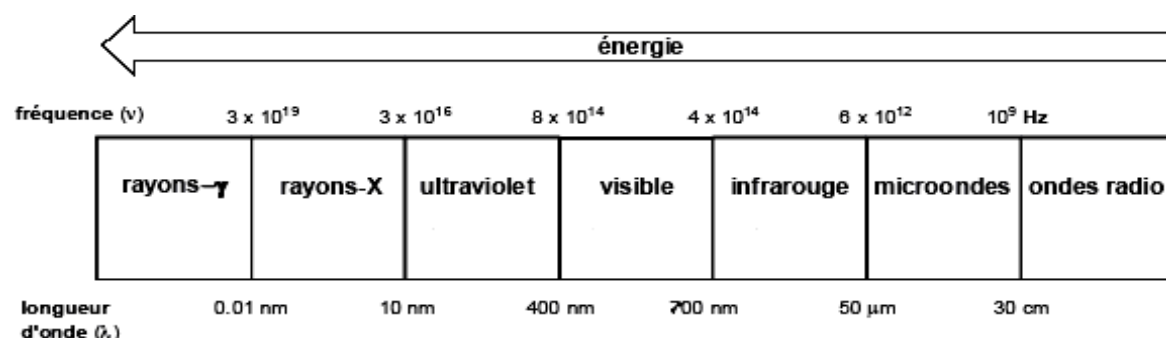 énergie
fréquence (ν) 3 x 10¹⁹ 3 x 10¹⁶ 8 x 10¹⁴ 4 x 10¹⁴ 6 x 10¹² 10⁹ Hz
rayons-γ rayons-X ultraviolet visible infrarouge microondes ondes radio
longueur 0.01 nm 10 nm 400 nm 700 nm 50 μm 30 cm
d'onde (λ)